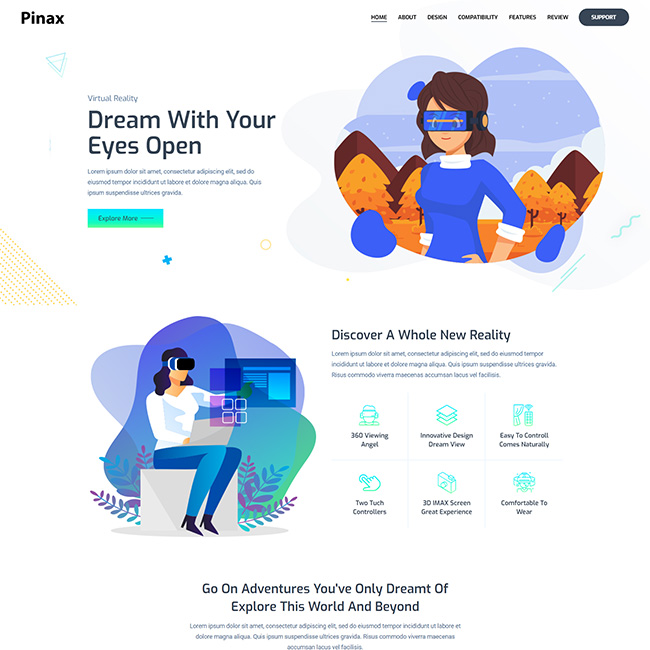 Pinax
HOME ABOUT DESIGN COMPATIBILITY FEATURES REVIEW SUPPORT
Virtual Reality
Dream With Your
Eyes Open
Lorem ipsum dolor sit amet, consectetur adipiscing elit, sed do
eiusmod tempor incididunt ut labore et dolore magna aliqua. Quis
ipsum suspendisse ultrices gravida.
Explore More
Discover A Whole New Reality
Lorem ipsum dolor sit amet, consectetur adipiscing elit, sed do eiusmod
tempor incididunt ut labore et dolore magna aliqua. Quis ipsum suspendisse.
Risus commodo viverra maecenas accumsan lacus vel facilisis.
360 Viewing
Angel
Innovative Design
Dream View
Easy To Controll
Comes Naturally
Two Tuch
Controllers
3D IMAX Screen
Great Experience
Comfortable To
Wear
Go On Adventures You've Only Dreamt Of
Explore This World And Beyond
Lorem ipsum dolor sit amet, consectetur adipiscing elit, sed do eiusmod
tempor incididunt ut labore et dolore magna aliqua. Quis ipsum suspendisse ultrices
gravida. Risus commodo viverra maecenas accumsan lacus vel
facilisis.